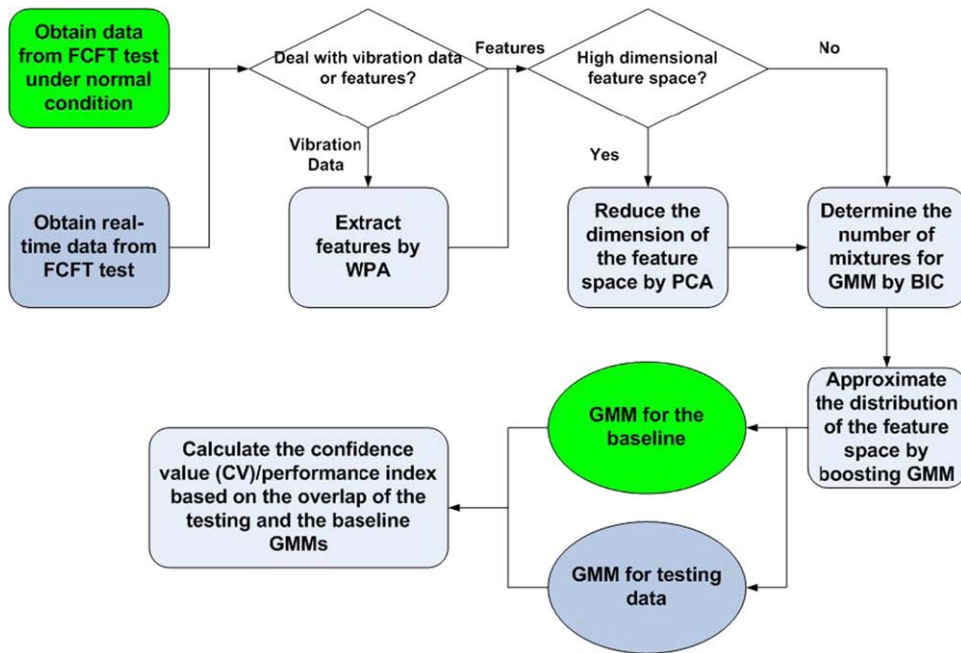 Obtain data
from FCFT test
under normal
condition
Deal with vibration data
or features?
Features
High dimensional
feature space?
No
Vibration
Data
Yes
Obtain real-
time data from
FCFT test
Extract
features by
WPA
Reduce the
dimension of
the feature
space by PCA
Determine the
number of
mixtures for
GMM by BIC
Approximate
the distribution
of the feature
space by
boosting GMM
GMM for the
baseline
Calculate the confidence
value (CV)/performance index
based on the overlap of the
testing and the baseline
GMMs
GMM for testing
data